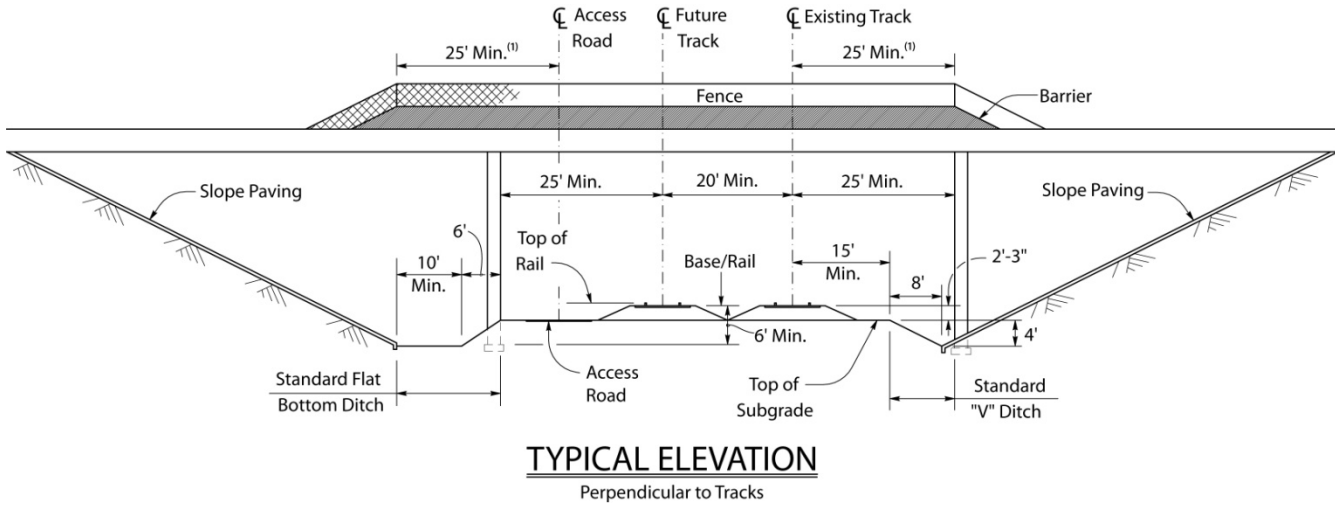 ℄ Access
Road
℄ Future
Track
℄ Existing Track
25' Min.(1)
25' Min.(1)
Fence
Barrier
Slope Paving
25' Min.
20' Min.
25' Min.
Slope Paving
6'
Top of
Rail
Base/Rail
15'
Min.
2'-3"
10'
Min.
8'
6' Min.
4'
Standard Flat
Bottom Ditch
Access
Road
Top of
Subgrade
Standard
"V" Ditch
TYPICAL ELEVATION
Perpendicular to Tracks